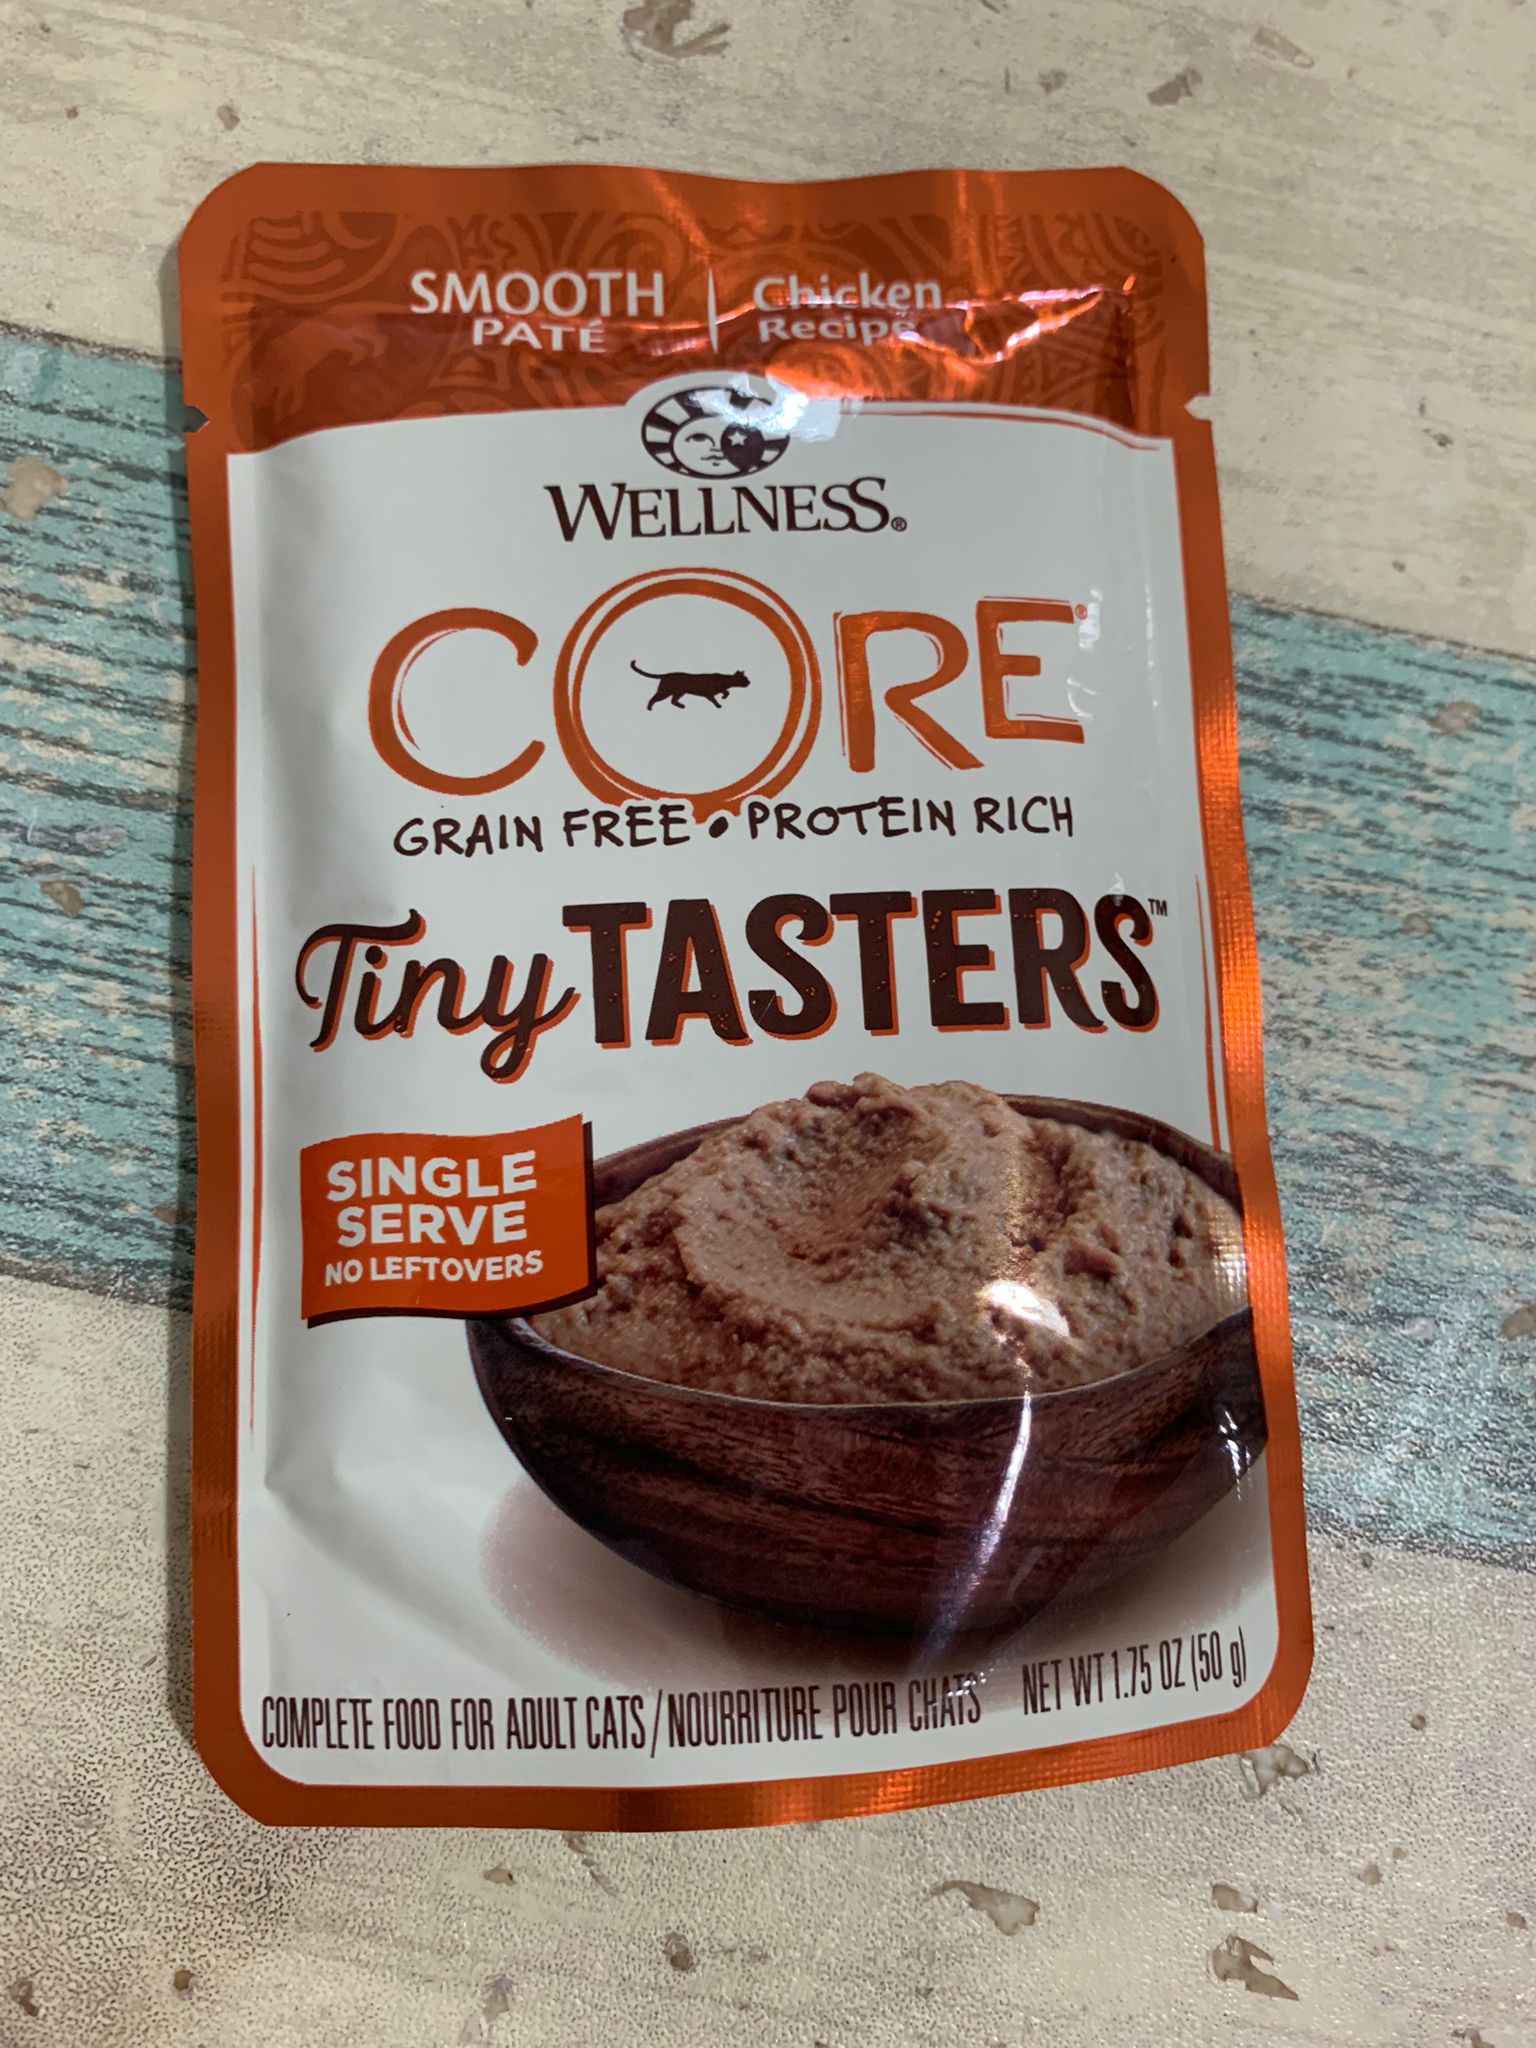 SMOOTH
PATÉ
Chicken
Recipe
WELLNESS®
CORE®
GRAIN FREE • PROTEIN RICH
Tiny TASTERS™
SINGLE
SERVE
NO LEFTOVERS
COMPLETE FOOD FOR ADULT CATS / NOURRITURE POUR CHATS NET WT 1.75 OZ (50 g)